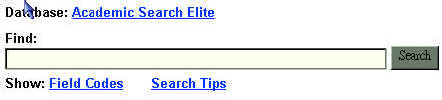 Database: Academic Search Elite
Find:
Search
Show: Field Codes Search Tips